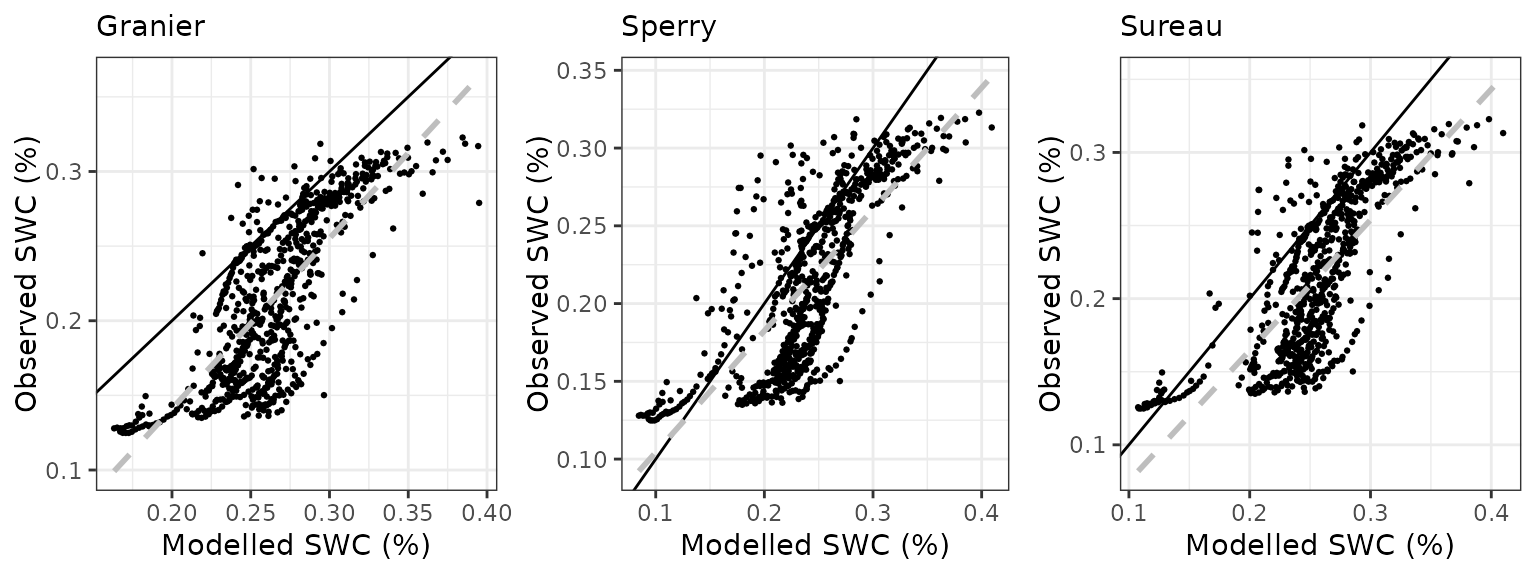 Granier
Observed SWC (%)
0.3
0.2
0.1
0.20 0.25 0.30 0.35 0.40
Modelled SWC (%)
Sperry
Observed SWC (%)
0.35
0.30
0.25
0.20
0.15
0.10
0.1 0.2 0.3 0.4
Modelled SWC (%)
Sureau
Observed SWC (%)
0.3
0.2
0.1
0.1 0.2 0.3 0.4
Modelled SWC (%)